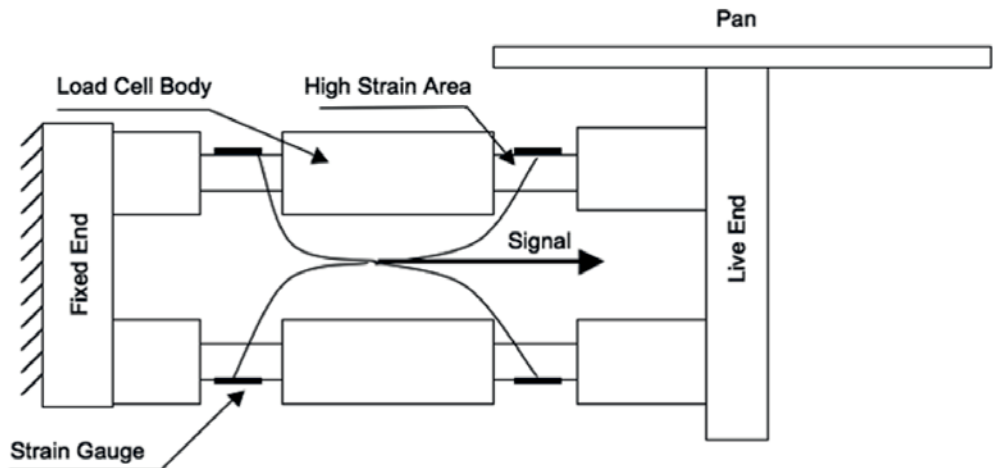 Pan
Load Cell Body
High Strain Area
Fixed End
Signal
Live End
Strain Gauge